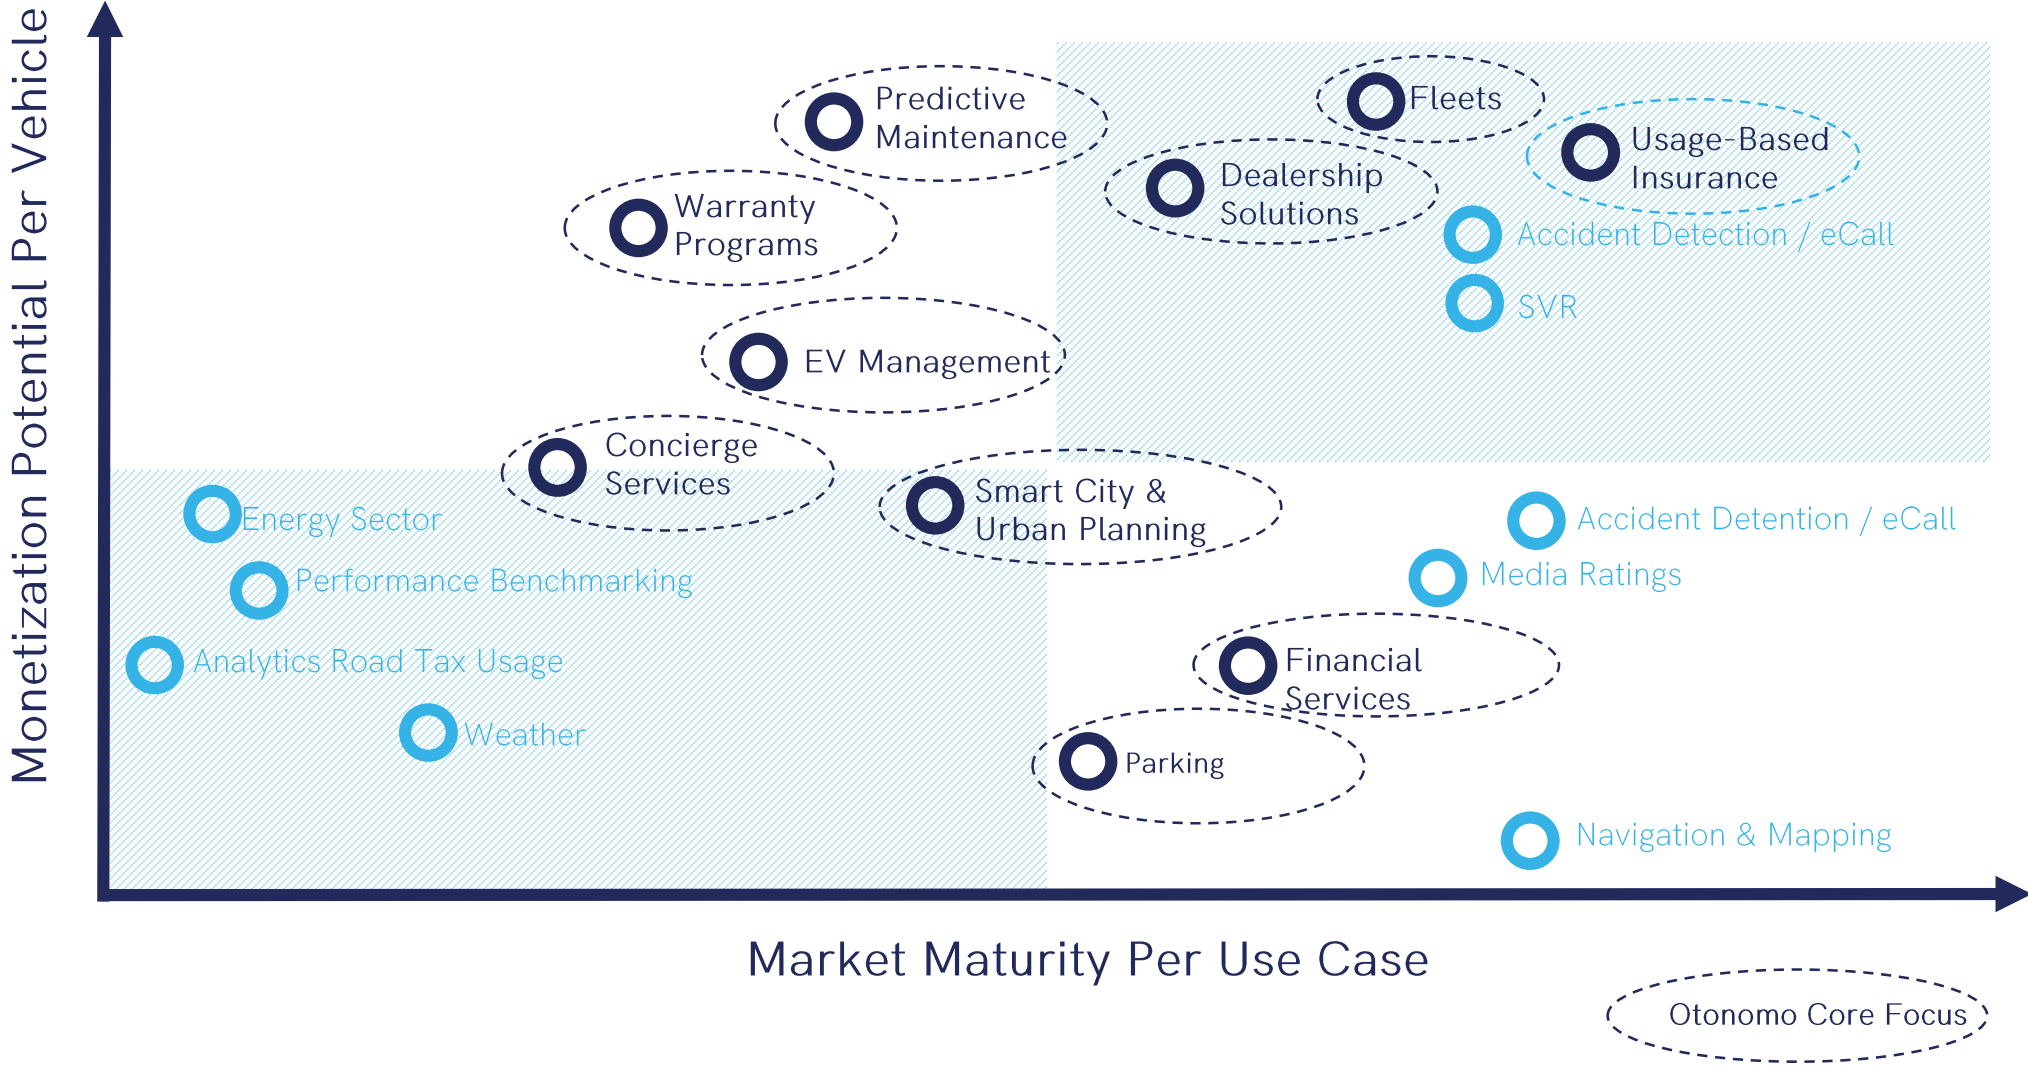 Monetization Potential Per Vehicle
Predictive
Maintenance
Fleets
Usage-Based
Insurance
Dealership
Solutions
Warranty
Programs
Accident Detection / eCall
SVR
EV Management
Concierge
Services
Smart City &
Urban Planning
Energy Sector
Accident Detention / eCall
Performance Benchmarking
Media Ratings
Analytics Road Tax Usage
Financial
Services
Weather
Parking
Navigation & Mapping
Market Maturity Per Use Case
Otonomo Core Focus